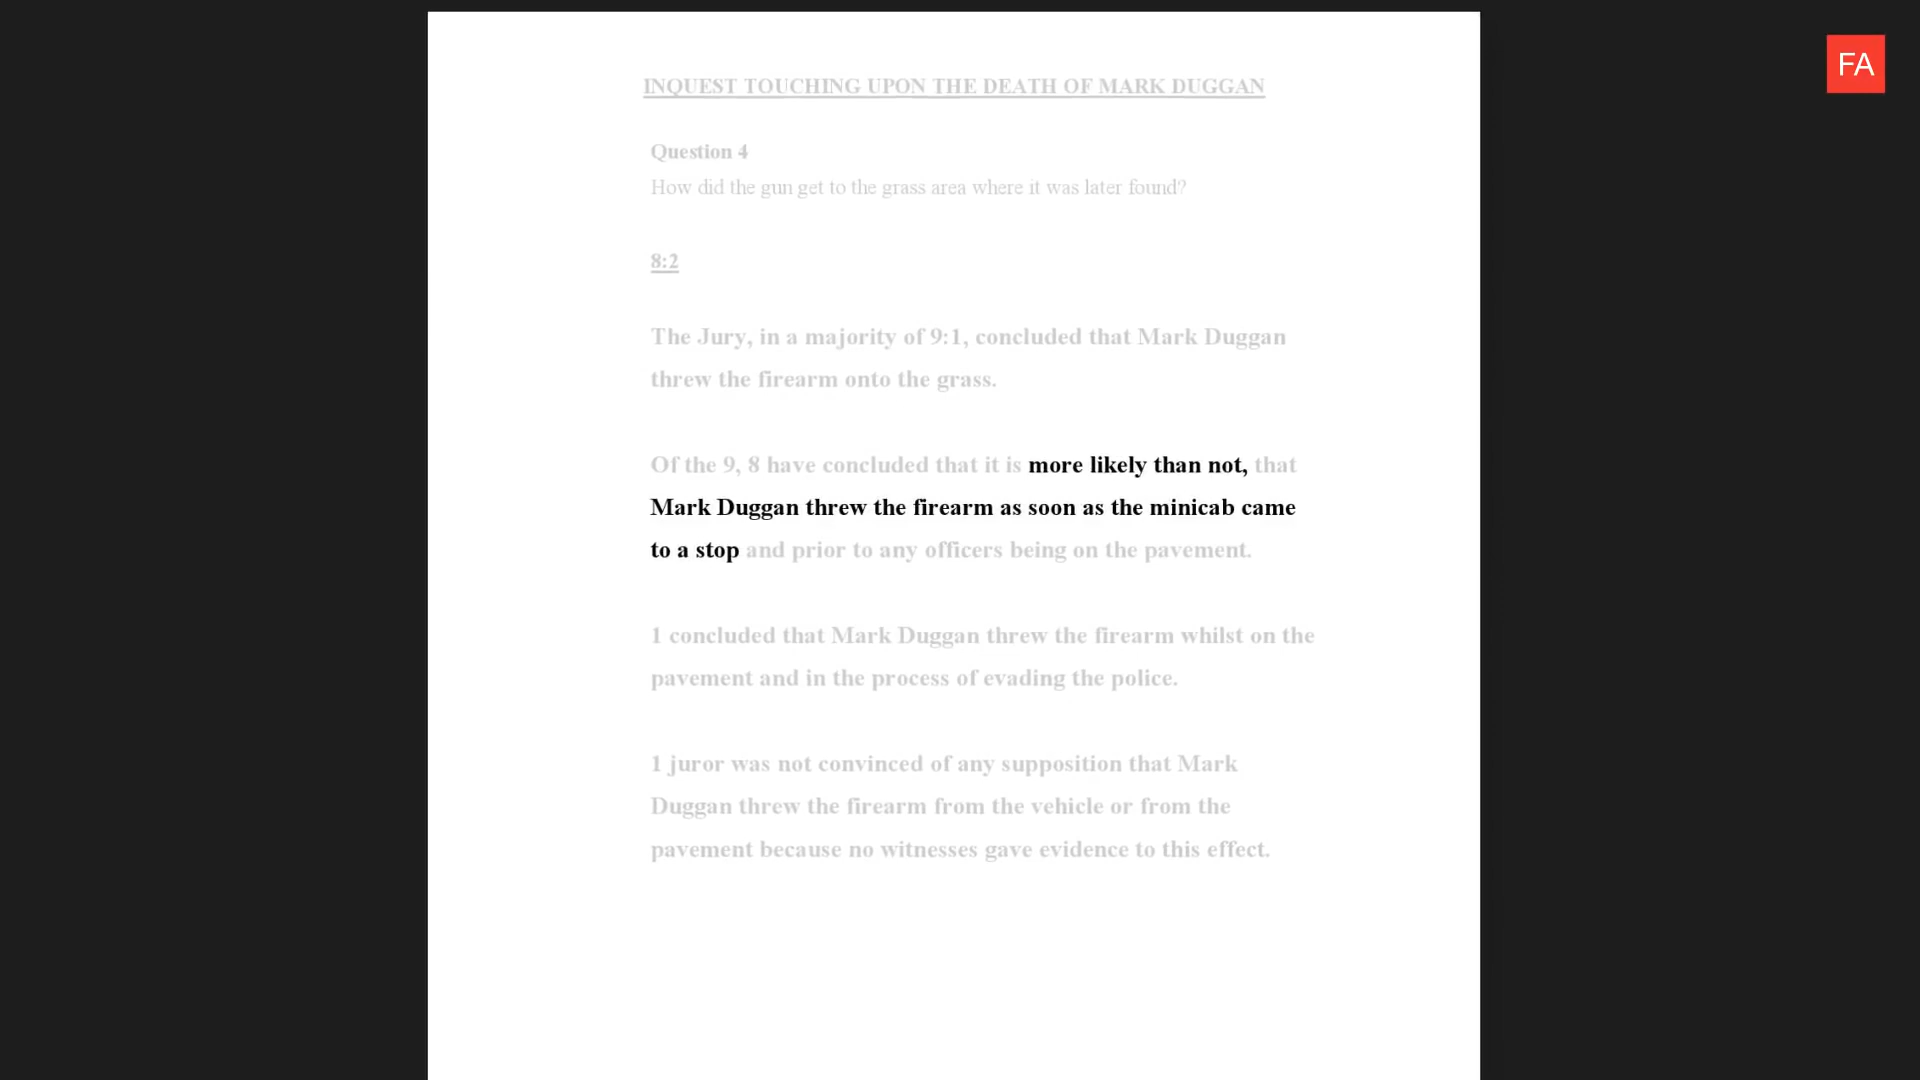 FA
INQUEST TOUCHING UPON THE DEATH OF MARK DUGGAN
Question 4
How did the gun get to the grass area where it was later found?
8:2
The Jury, in a majority of 9:1, concluded that Mark Duggan
threw the firearm onto the grass.
Of the 9, 8 have concluded that it is more likely than not, that
Mark Duggan threw the firearm as soon as the minicab came
to a stop and prior to any officers being on the pavement.
1 concluded that Mark Duggan threw the firearm whilst on the
pavement and in the process of evading the police.
1 juror was not convinced of any supposition that Mark
Duggan threw the firearm from the vehicle or from the
pavement because no witnesses gave evidence to this effect.